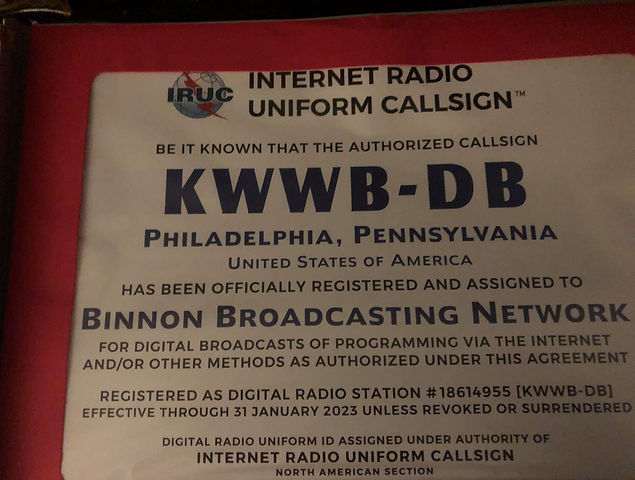 IRUC
INTERNET RADIO
UNIFORM CALLSIGN™
BE IT KNOWN THAT THE AUTHORIZED CALLSIGN
KWWB-DB
PHILADELPHIA, PENNSYLVANIA
UNITED STATES OF AMERICA
HAS BEEN OFFICIALLY REGISTERED AND ASSIGNED TO
BINNON BROADCASTING NETWORK
FOR DIGITAL BROADCASTS OF PROGRAMMING VIA THE INTERNET
AND/OR OTHER METHODS AS AUTHORIZED UNDER THIS AGREEMENT
REGISTERED AS DIGITAL RADIO STATION #18614955 [KWWB-DB]
EFFECTIVE THROUGH 31 JANUARY 2023 UNLESS REVOKED OR SURRENDERED
DIGITAL RADIO UNIFORM ID ASSIGNED UNDER AUTHORITY OF
INTERNET RADIO UNIFORM CALLSIGN
NORTH AMERICAN SECTION